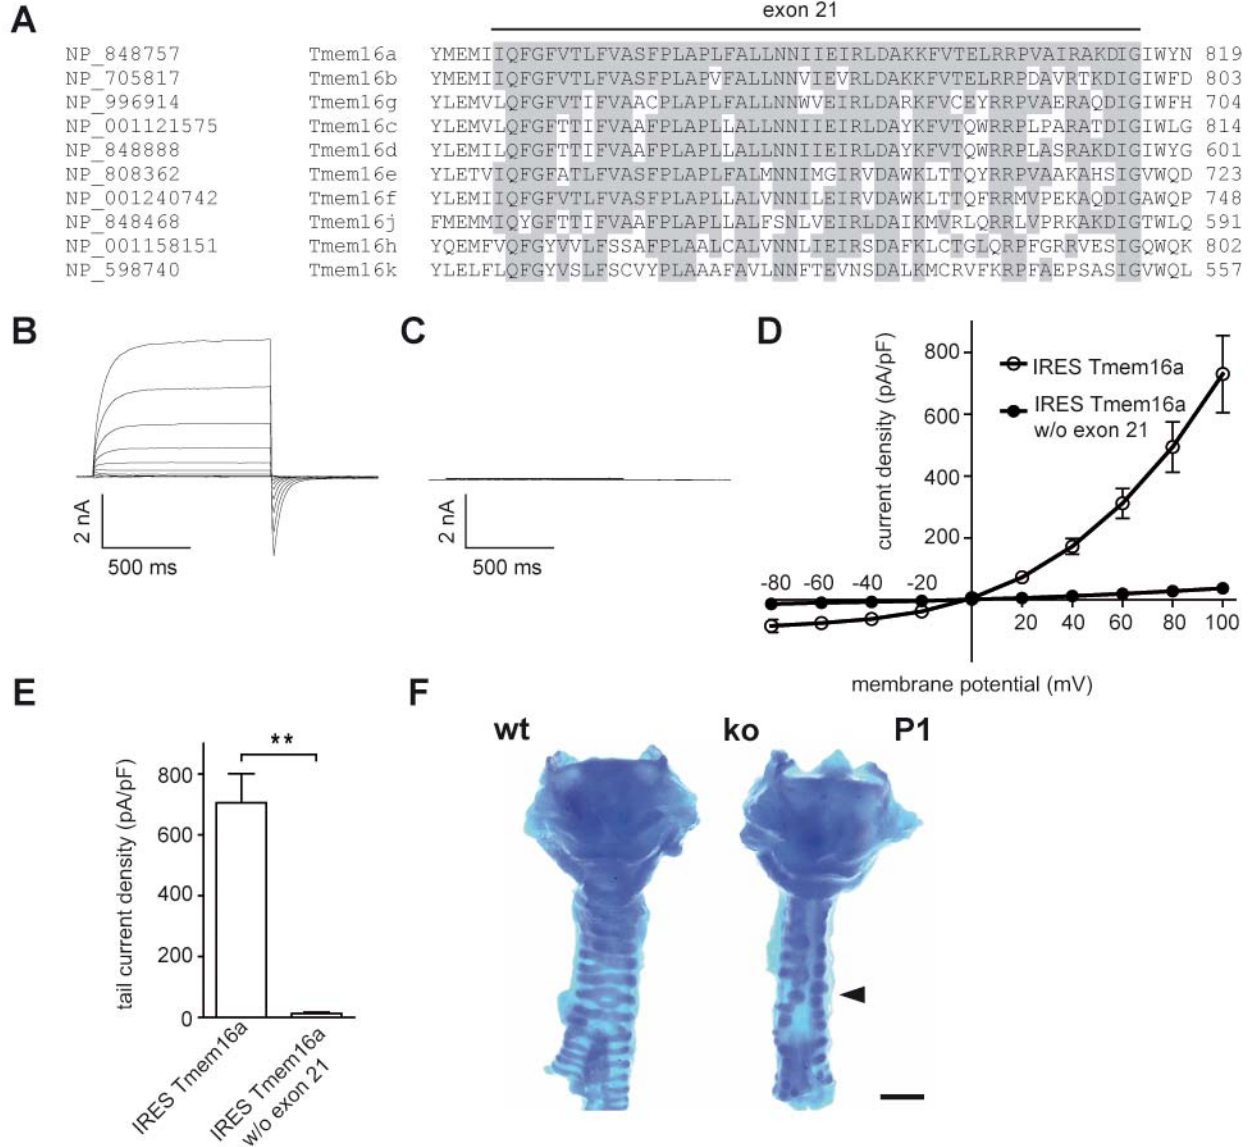 A
exon 21
NP_848757 Tmem16a YMEMIIQFGFVTLFVASFPLAPLFALLNNIIEIRLDAKKFVTELRRPVAIRAKDIGIWYN 819
NP_705817 Tmem16b YMEMIIQFGFVTLFVASFPLAPVFALLNNVIEVRLDAKKFVTELRRPDAVRTKDIGIWFD 803
NP_996914 Tmem16g YLEMVLQFGFVTIFVAACPLAPLFALLNNWVEIRLDARKFVCEYRRPVAERAQDIGIWFH 704
NP_001121575 Tmem16c YLEMVLQFGFTTIFVAAFPLAPLLALLNNIIEIRLDAYKFVTQWRRPLPARATDIGIWLG 814
NP_848888 Tmem16d YLEMILQFGFVTIFVAAFPLAPLLALLNNIIEIRLDAYKFVTQWRRPLASRAKDIGIWYG 601
NP_808362 Tmem16e YLETVIQFGFATLFVASFPLAPLFALMNNIMGIRVDAWKLTTQYRRPVAAKAHSIGVWQD 723
NP_001240742 Tmem16f YLEMILQFGFVTLFVASFPLAPLLALVNNILEIRVDAWKLTTQFRRMVPEKAQDIGAWQP 748
NP_848468 Tmem16j FMEMMIQYGFTTIFVAAFPLAPLLALFSNLVEIRLDAIKMVRLQRRLVPRKAKDIGTWLQ 591
NP_001158151 Tmem16h YQEMFVQFGYVVLFSSAFPLAALCALVNNLIEIRSDAFKLCTGLQRPFGRRVESIGQWQK 802
NP_598740 Tmem16k YLELFLQFGYVSLFSCVYPLAAAFAVLNNFTEVNSDALKMCRVFKRPFAEPSASIGVWQL 557
B
2 nA
500 ms
C
2 nA
500 ms
D
current density (pA/pF)
800
600
400
200
IRES Tmem16a
IRES Tmem16a
w/o exon 21
-80 -60 -40 -20
20 40 60 80 100
membrane potential (mV)
E
tail current density (pA/pF)
**
800
600
400
200
0
IRES Tmem16a
IRES Tmem16a
w/o exon 21
F
wt ko P1